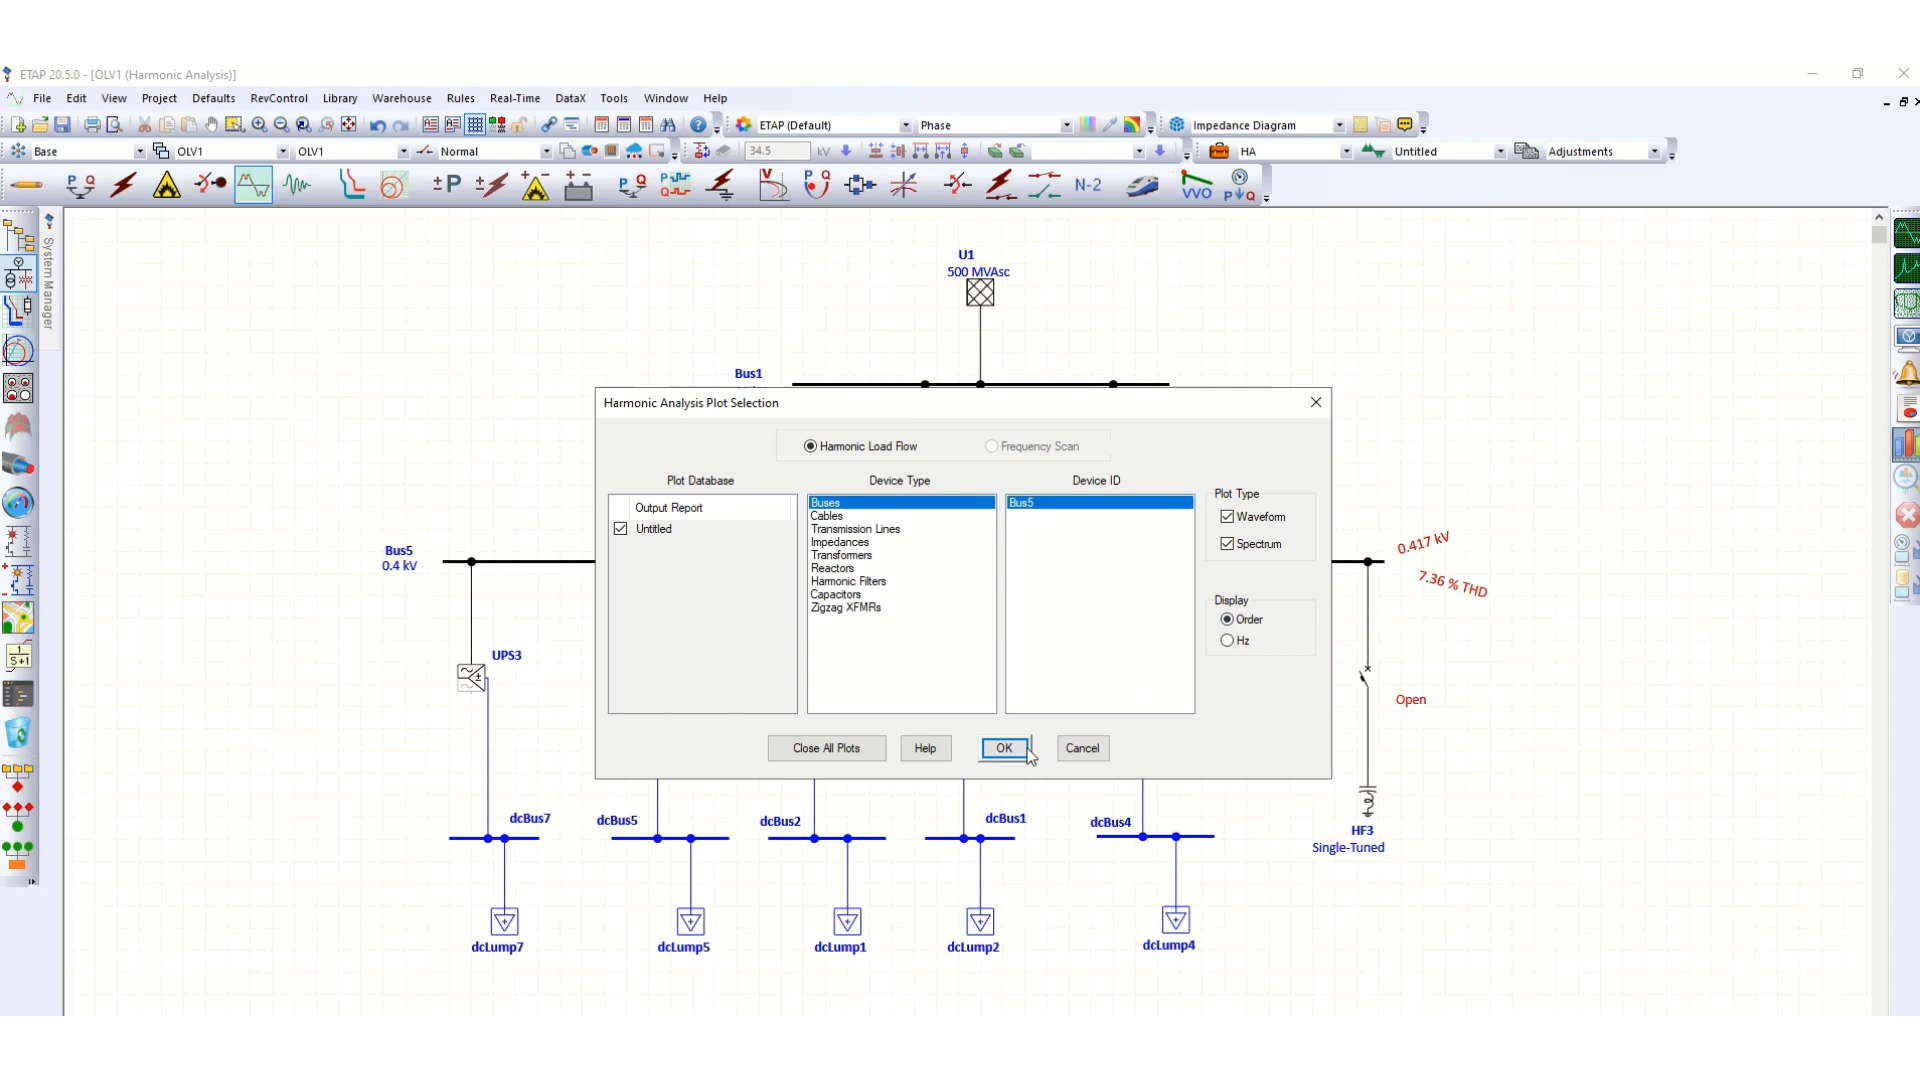 ETAP 20.5.0 - [OLV1 (Harmonic Analysis)]
File Edit View Project Defaults RevControl Library Warehouse Rules Real-Time DataX Tools Window Help
ETAP (Default) Phase Impedance Diagram
Base OLV1 OLV1 Normal 34.5 kV HA Untitled Adjustments
P Q ± P P Q P Q V P Q N-2 VVO P Q
System Manager
U1
500 MVAsc
Bus1
Harmonic Analysis Plot Selection
Harmonic Load Flow Frequency Scan
Plot Database Device Type Device ID
Plot Type
Output Report
Untitled
Buses
Cables
Transmission Lines
Impedances
Transformers
Reactors
Harmonic Filters
Capacitors
Zigzag XFMRs
Bus5
Waveform
Spectrum
Display
Order
Hz
Close All Plots Help OK Cancel
Bus5
0.4 kV
0.417 kV
7.36 % THD
UPS3
Open
dcBus7
dcBus5
dcBus2
dcBus1
dcBus4
HF3
Single-Tuned
dcLump7
dcLump5
dcLump1
dcLump2
dcLump4
1
S+1